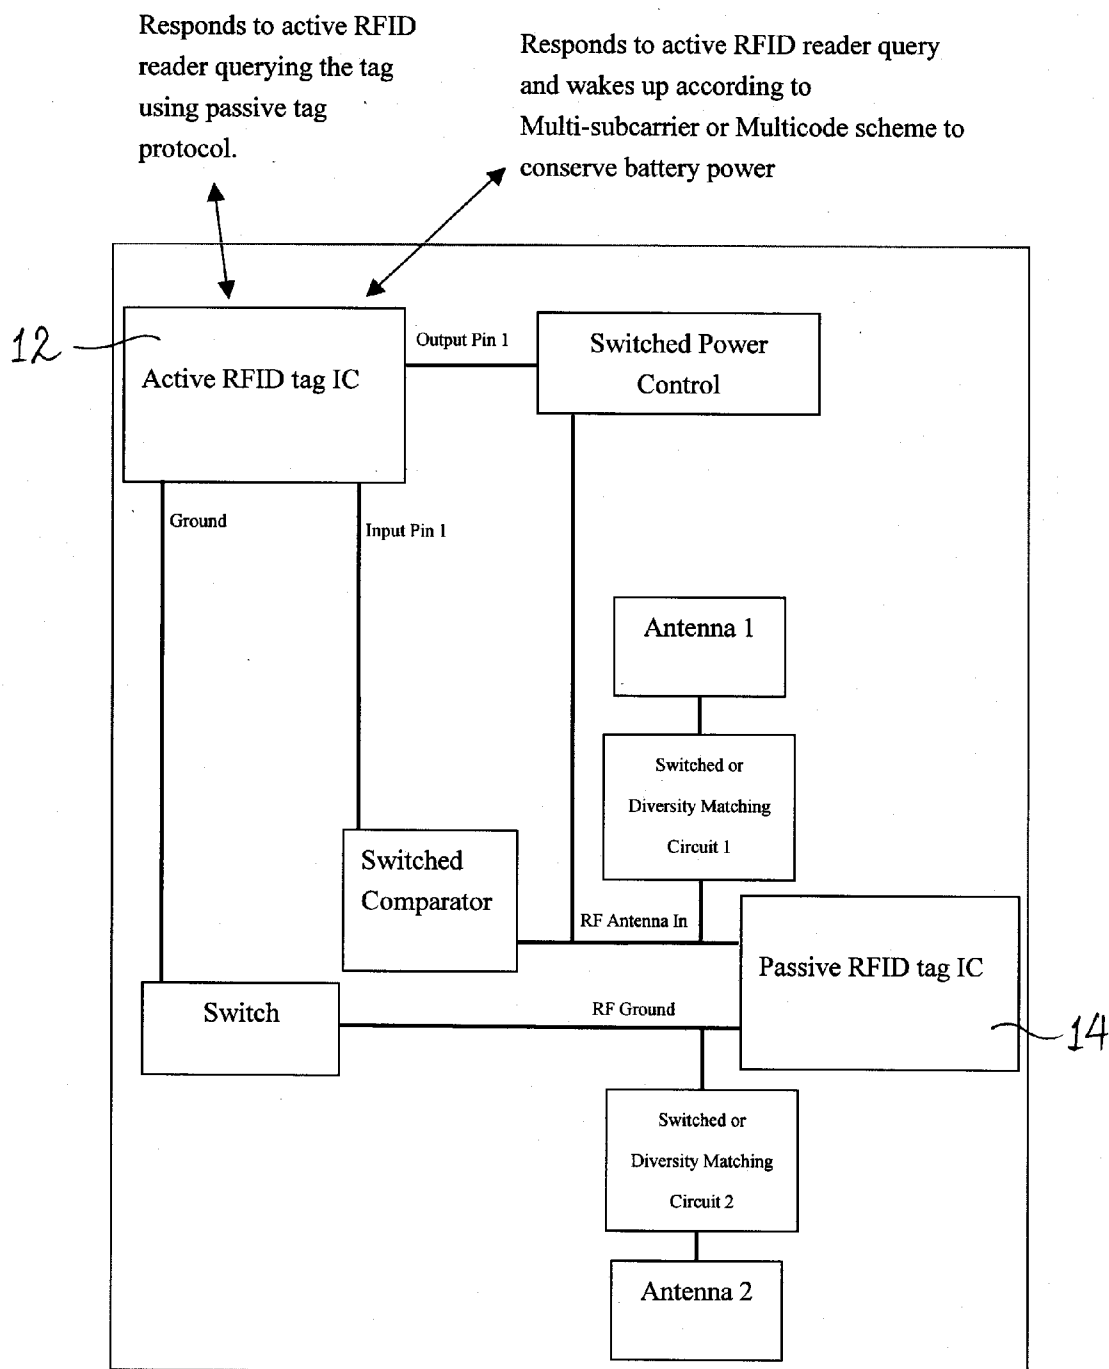 Responds to active RFID
reader querying the tag
using passive tag
protocol.
Responds to active RFID reader query
and wakes up according to
Multi-subcarrier or Multicode scheme to
conserve battery power
12
Active RFID tag IC
Output Pin 1
Switched Power
Control
Ground
Input Pin 1
Antenna 1
Switched or
Diversity Matching
Circuit 1
Switched
Comparator
RF Antenna In
Passive RFID tag IC
Switch
RF Ground
14
Switched or
Diversity Matching
Circuit 2
Antenna 2